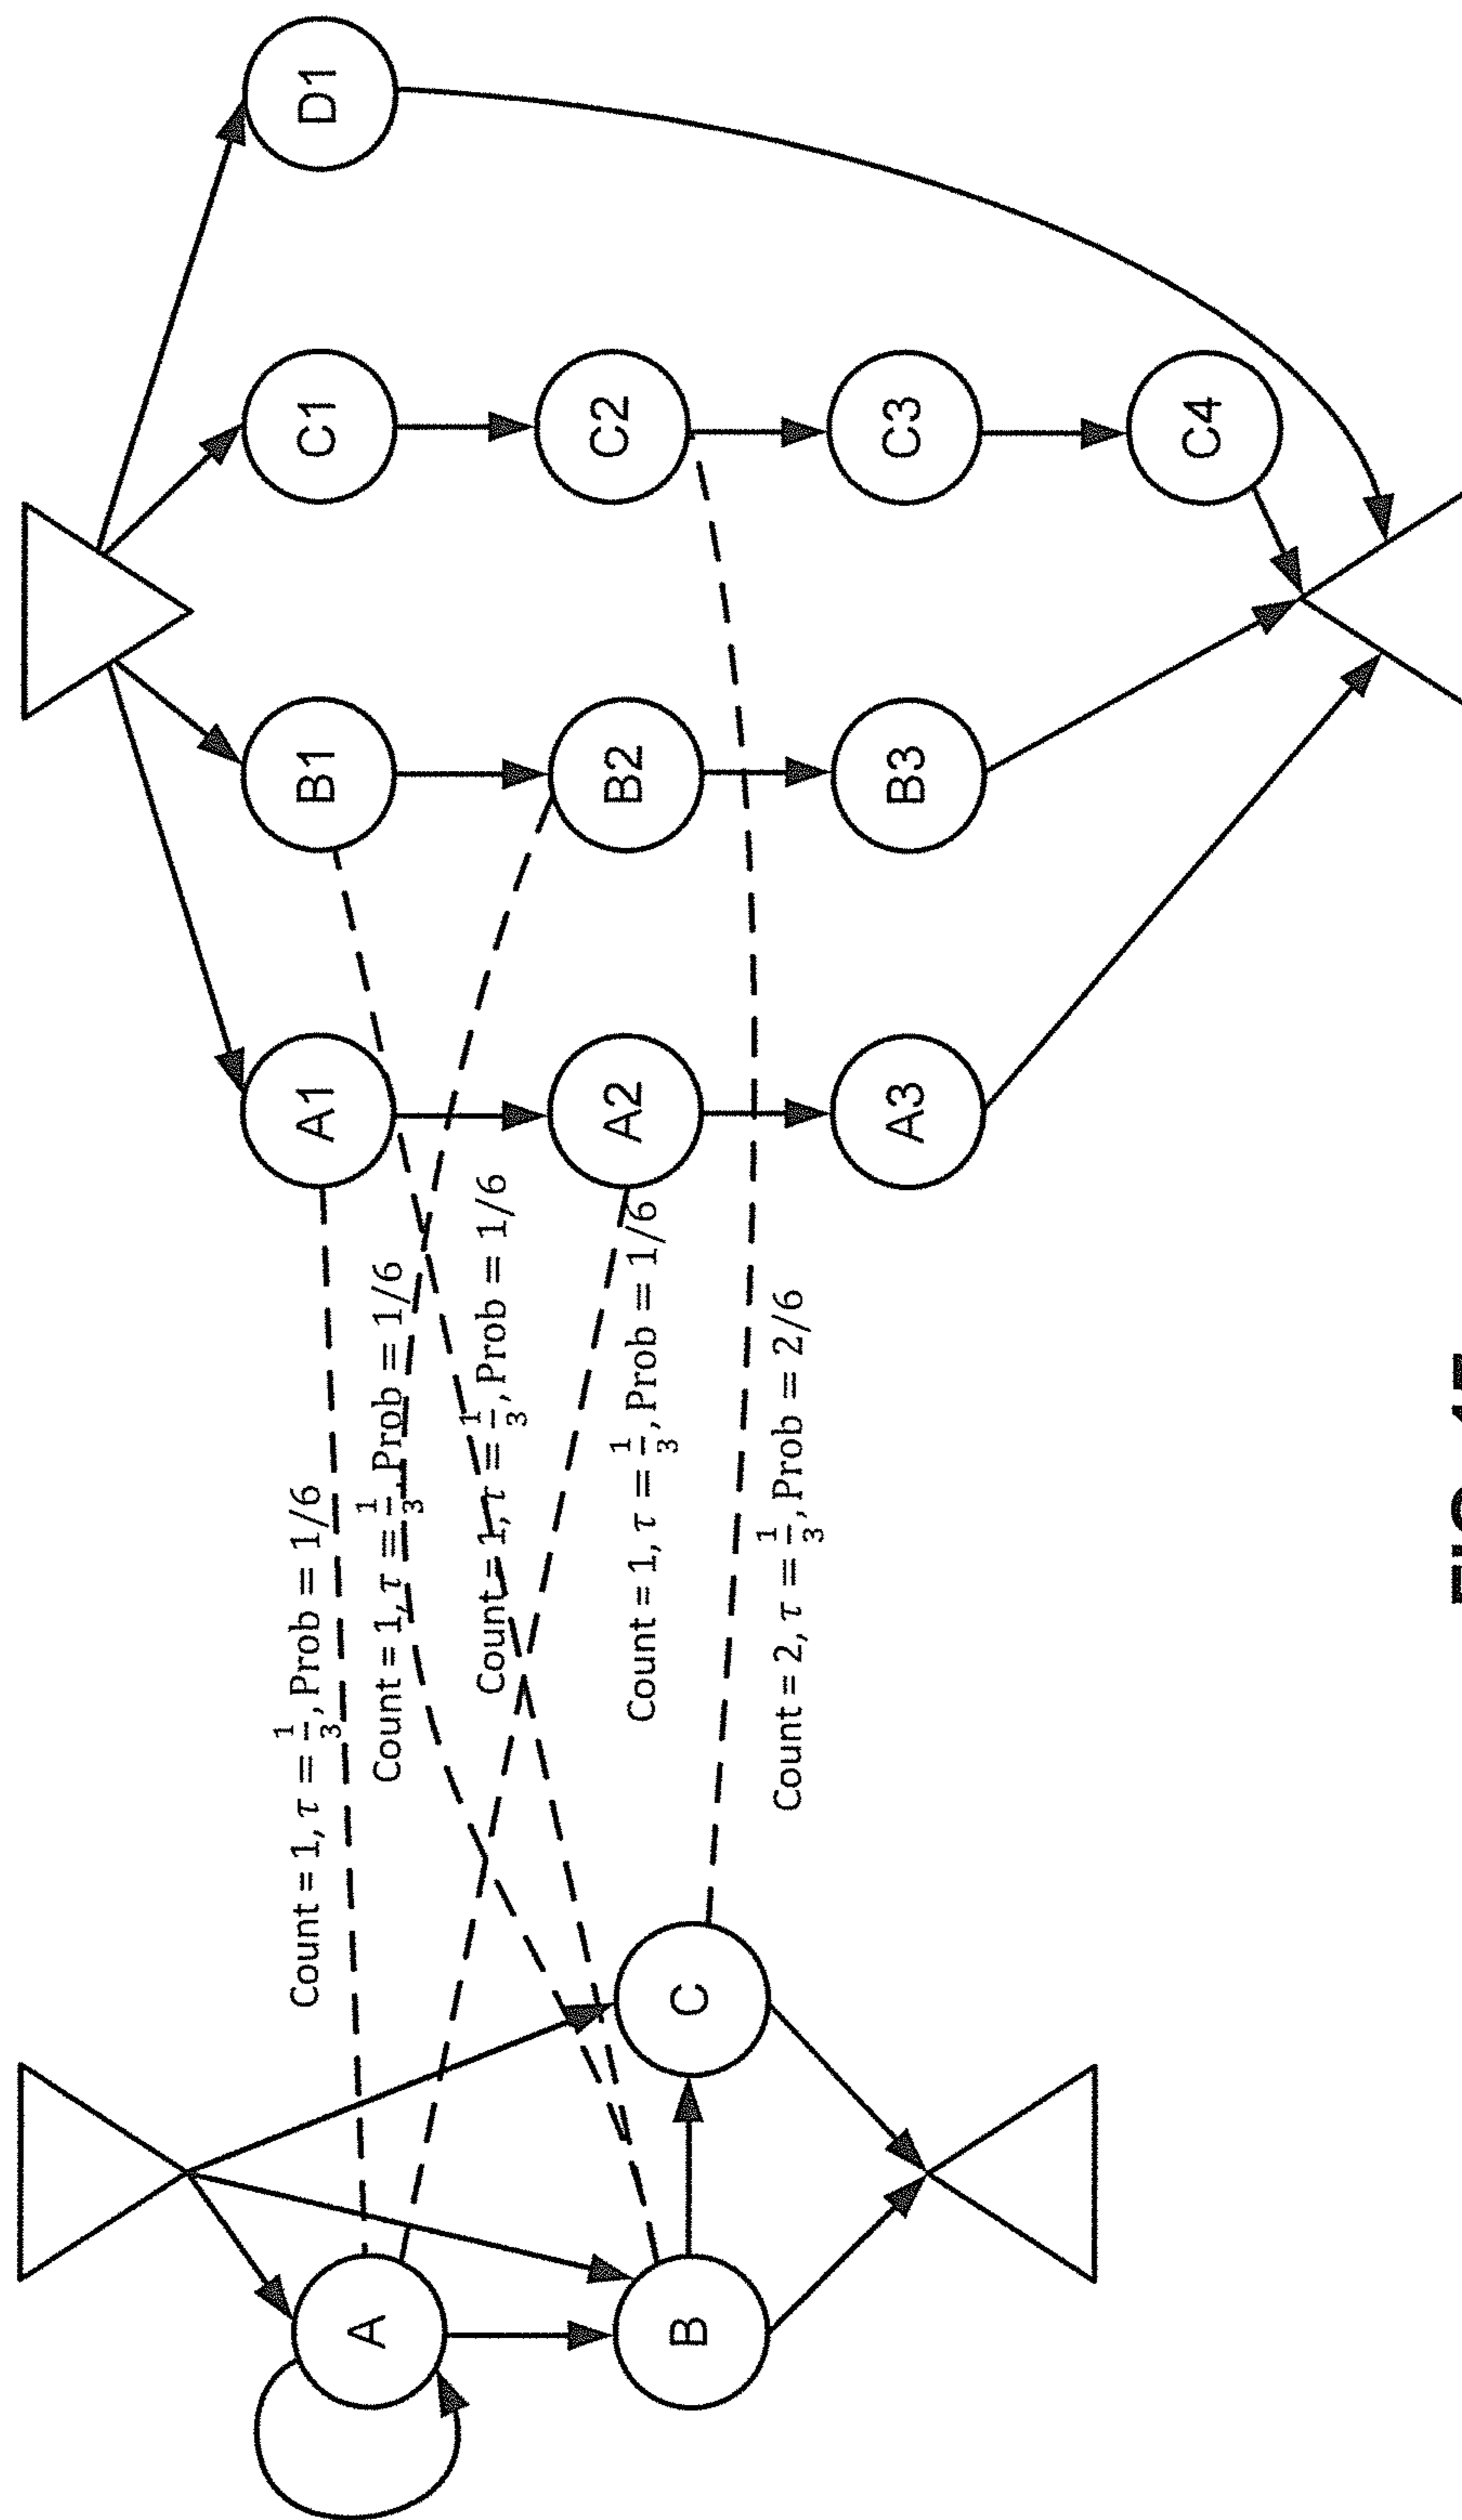 Count = 1, τ = 1/3, Prob = 1/6
A1
B1
C1
D1
A
Count = 1, τ = 1/3, Prob = 1/6
Count = 1, τ = 1/3, Prob = 1/6
A2
B2
C2
Count = 1, τ = 1/3, Prob = 1/6
B
C
Count = 2, τ = 1/3, Prob = 2/6
A3
B3
C3
C4